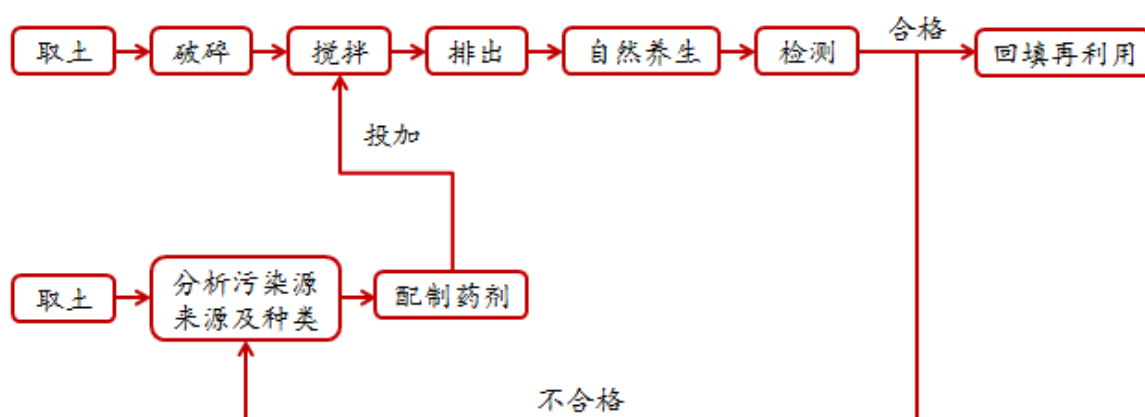 取土
破碎
搅拌
排出
自然养生
检测
合格
回填再利用
投加
取土
分析污染源
来源及种类
配制药剂
不合格